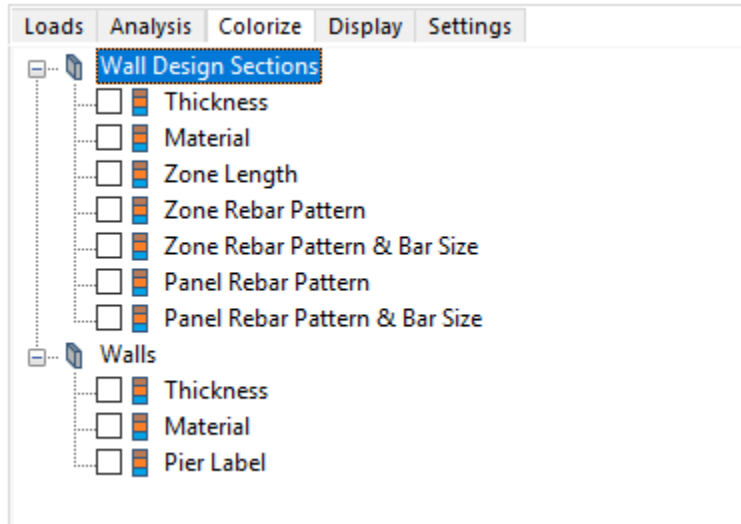 Loads Analysis Colorize Display Settings
Wall Design Sections
Thickness
Material
Zone Length
Zone Rebar Pattern
Zone Rebar Pattern & Bar Size
Panel Rebar Pattern
Panel Rebar Pattern & Bar Size
Walls
Thickness
Material
Pier Label